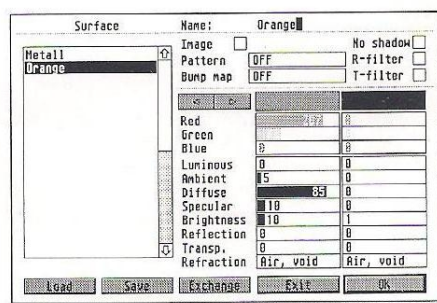 Surface
Name: Orange
Image
No shadow
Metall
Orange
Pattern OFF
R-filter
Bump map OFF
T-filter
< >
Red
Green
Blue 0 0
Luminous 0 0
Ambient 5 0
Diffuse 85 0
Specular 10 0
Brightness 10 1
Reflection 0 0
Transp. 0 0
Refraction Air, void Air, void
Load Save Exchange Exit OK